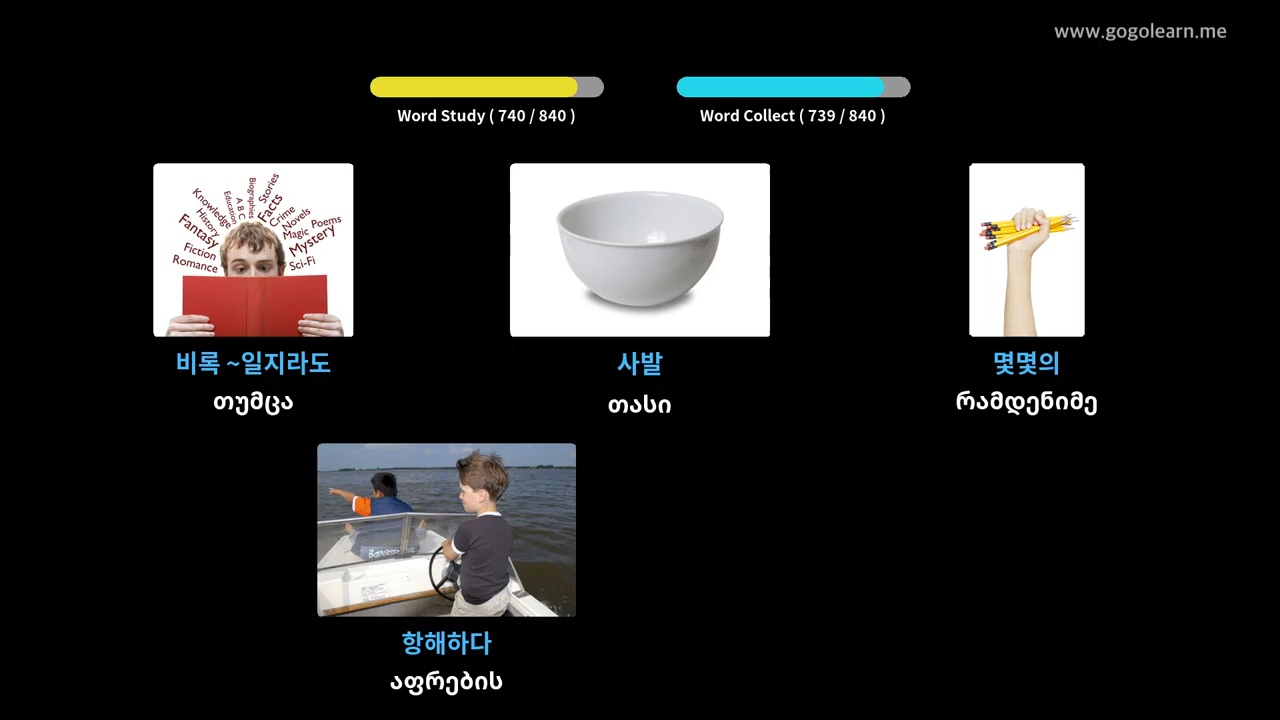 www.gogolearn.me
Word Study ( 740 / 840 )
Word Collect ( 739 / 840 )
Knowledge
History
Fantasy
Fiction
Romance
Education
A B C
Biographies
Stories
Facts
Crime
Novels
Magic
Poems
Mystery
Sci-Fi
비록 ~일지라도
თუმცა
사발
თასი
몇몇의
რამდენიმე
항해하다
აფრების